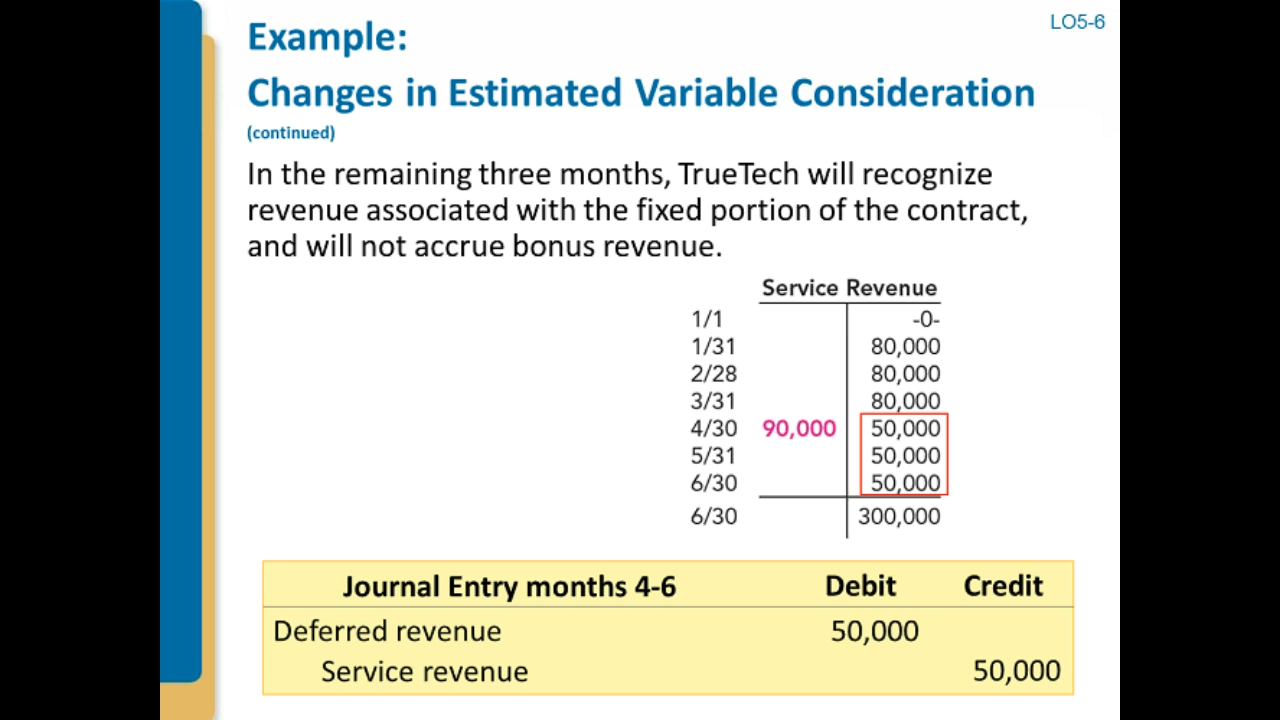 LO5-6
Example:
Changes in Estimated Variable Consideration
(continued)
In the remaining three months, TrueTech will recognize
revenue associated with the fixed portion of the contract,
and will not accrue bonus revenue.
Service Revenue
1/1 -0-
1/31 80,000
2/28 80,000
3/31 80,000
4/30 90,000 50,000
5/31 50,000
6/30 50,000
6/30 300,000
Journal Entry months 4-6 Debit Credit
Deferred revenue 50,000
Service revenue 50,000